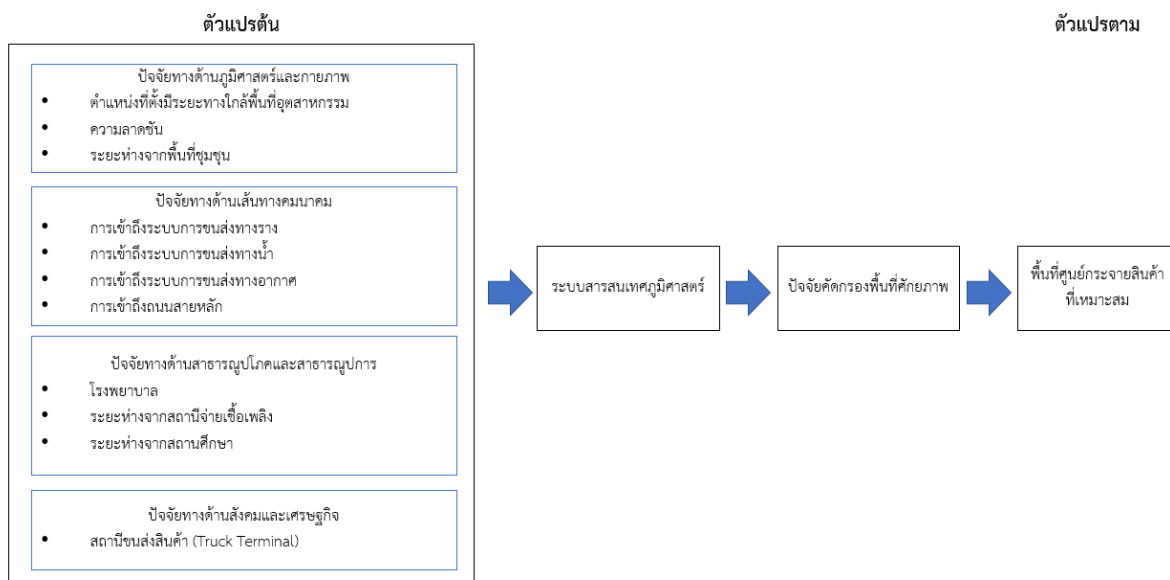 ตัวแปรต้น
ปัจจัยทางด้านภูมิศาสตร์และกายภาพ
• ตำแหน่งที่ตั้งมีระยะทางใกล้พื้นที่อุตสาหกรรม
• ความลาดชัน
• ระยะห่างจากพื้นที่ชุมชุน
ปัจจัยทางด้านเส้นทางคมนาคม
• การเข้าถึงระบบการขนส่งทางราง
• การเข้าถึงระบบการขนส่งทางน้ำ
• การเข้าถึงระบบการขนส่งทางอากาศ
• การเข้าถึงถนนสายหลัก
ปัจจัยทางด้านสาธารณูปโภคและสาธารณูปการ
• โรงพยาบาล
• ระยะห่างจากสถานีจ่ายเชื้อเพลิง
• ระยะห่างจากสถานศึกษา
ปัจจัยทางด้านสังคมและเศรษฐกิจ
• สถานีขนส่งสินค้า (Truck Terminal)
ระบบสารสนเทศภูมิศาสตร์
ปัจจัยคัดกรองพื้นที่ศักยภาพ
ตัวแปรตาม
พื้นที่ศูนย์กระจายสินค้า
ที่เหมาะสม